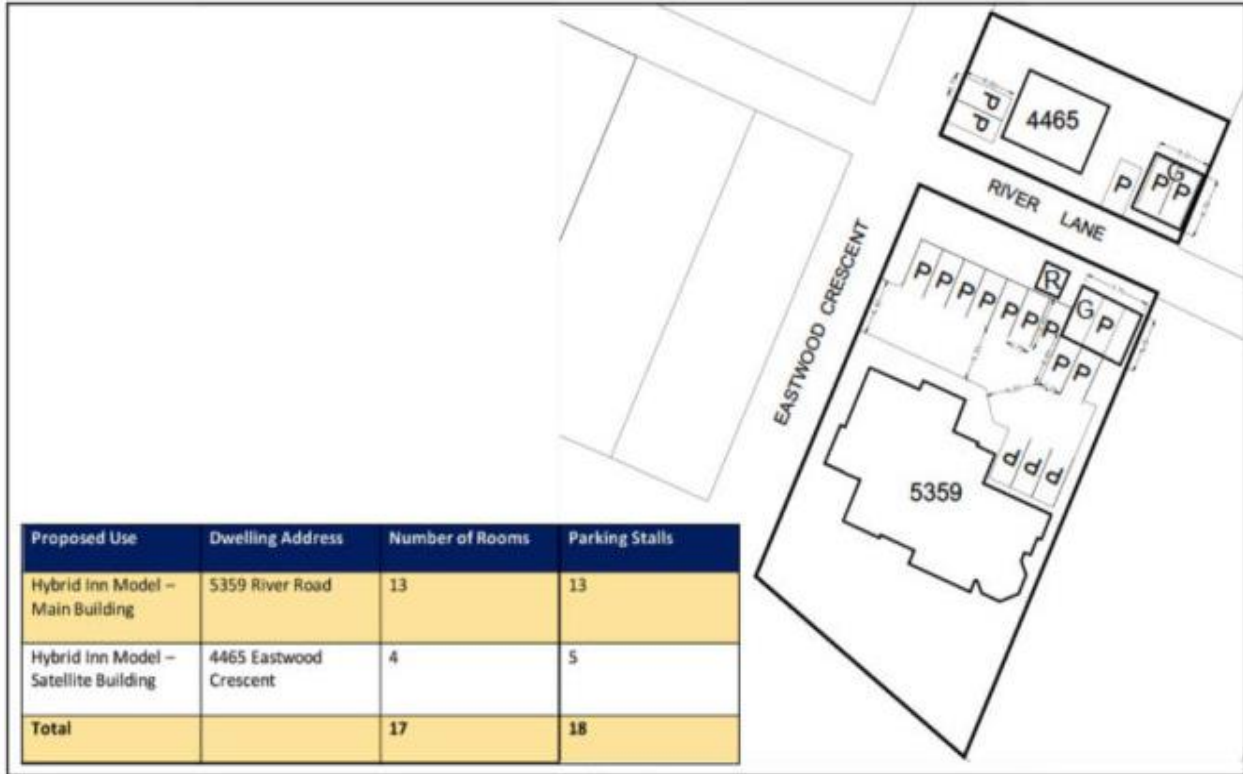 4465
P
P
P
G
P P
RIVER LANE
EASTWOOD CRESCENT
R
P P P P P P P
G P
P P
P P P
5359
Proposed Use Dwelling Address Number of Rooms Parking Stalls
Hybrid Inn Model – 5359 River Road 13 13
Main Building
Hybrid Inn Model – 4465 Eastwood 4 5
Satellite Building Crescent
Total 17 18